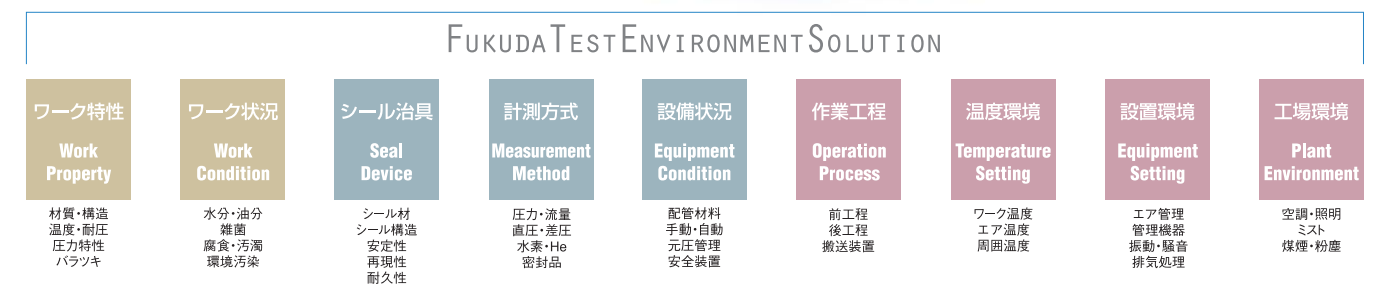 FUKUDATESTENVIRONMENTSOLUTION
ワーク特性
Work
Property
材質・構造
温度・耐圧
圧力特性
バラツキ
ワーク状況
Work
Condition
水分・油分
雑菌
腐食・汚濁
環境汚染
シール治具
Seal
Device
シール材
シール構造
安定性
再現性
耐久性
計測方式
Measurement
Method
圧力・流量
直圧・差圧
水素・He
密封品
設備状況
Equipment
Condition
配管材料
手動・自動
元圧管理
安全装置
作業工程
Operation
Process
前工程
後工程
搬送装置
温度環境
Temperature
Setting
ワーク温度
エア温度
周囲温度
設置環境
Equipment
Setting
エア管理
管理機器
振動・騒音
排気処理
工場環境
Plant
Environment
空調・照明
ミスト
煤煙・粉塵